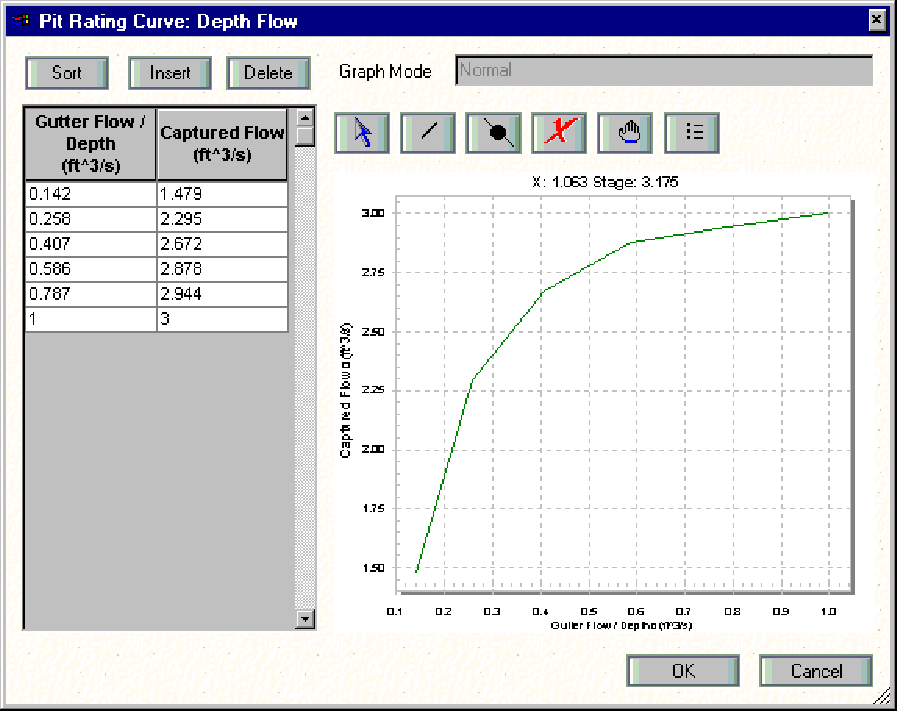 Pit Rating Curve: Depth Flow
Sort
Insert
Delete
Graph Mode
Normal
Gutter Flow / Depth (ft^3/s)
Captured Flow (ft^3/s)
0.142 1.479
0.258 2.295
0.407 2.672
0.586 2.878
0.787 2.944
1 3
X: 1.063 Stage: 3.175
3.00
2.75
2.50
2.25
2.00
1.75
1.50
Captured Flow (ft^3/s)
0.1 0.2 0.3 0.4 0.5 0.6 0.7 0.8 0.9 1.0
Gutter Flow / Depth (ft^3/s)
OK
Cancel